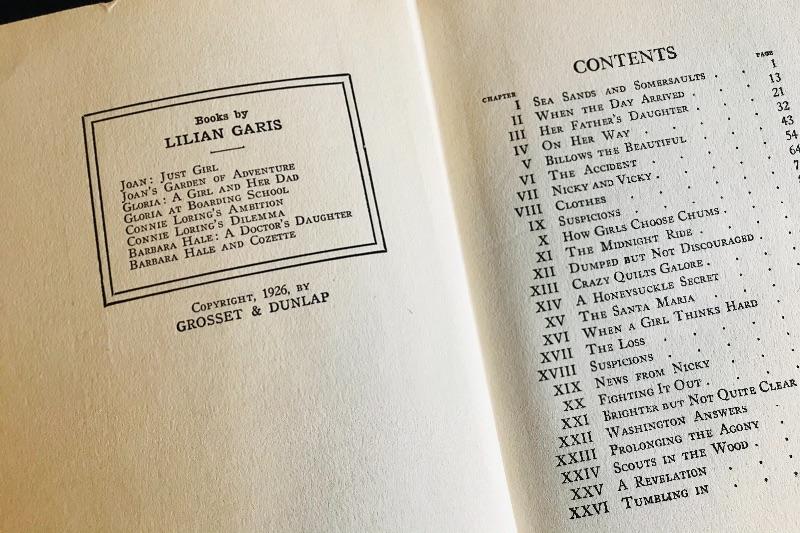 Books by
LILIAN GARIS
JOAN: JUST GIRL
JOAN'S GARDEN OF ADVENTURE
GLORIA: A GIRL AND HER DAD
GLORIA AT BOARDING SCHOOL
CONNIE LORING'S AMBITION
CONNIE LORING'S DILEMMA
BARBARA HALE: A DOCTOR'S DAUGHTER
BARBARA HALE AND COZETTE
COPYRIGHT, 1926, BY
GROSSET & DUNLAP
CONTENTS
CHAPTER PAGE
I SEA SANDS AND SOMERSAULTS . . 1
II WHEN THE DAY ARRIVED . . . 13
III HER FATHER'S DAUGHTER . . . 21
IV ON HER WAY . . . . . 32
V BILLOWS THE BEAUTIFUL . . . 43
VI THE ACCIDENT . . . . . 54
VII NICKY AND VICKY . . . . . 64
VIII CLOTHES
IX SUSPICIONS
X HOW GIRLS CHOOSE CHUMS
XI THE MIDNIGHT RIDE
XII DUMPED BUT NOT DISCOURAGED
XIII CRAZY QUILTS GALORE
XIV A HONEYSUCKLE SECRET
XV THE SANTA MARIA
XVI WHEN A GIRL THINKS HARD
XVII THE LOSS
XVIII SUSPICIONS
XIX NEWS FROM NICKY
XX FIGHTING IT OUT
XXI BRIGHTER BUT NOT QUITE CLEAR
XXII WASHINGTON ANSWERS
XXIII PROLONGING THE AGONY
XXIV SCOUTS IN THE WOOD
XXV A REVELATION
XXVI TUMBLING IN